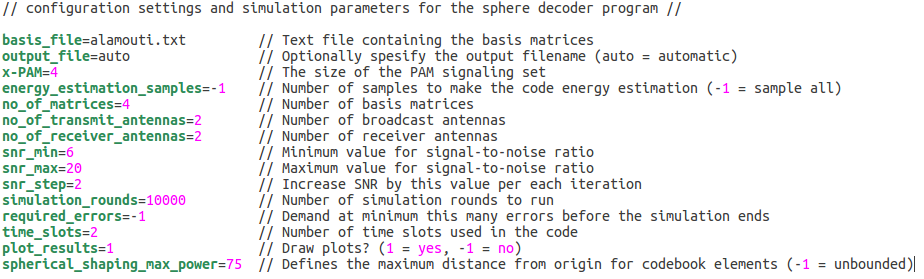 // configuration settings and simulation parameters for the sphere decoder program //
basis_file=alamouti.txt // Text file containing the basis matrices
output_file=auto // Optionally spesify the output filename (auto = automatic)
x-PAM=4 // The size of the PAM signaling set
energy_estimation_samples=-1 // Number of samples to make the code energy estimation (-1 = sample all)
no_of_matrices=4 // Number of basis matrices
no_of_transmit_antennas=2 // Number of broadcast antennas
no_of_receiver_antennas=2 // Number of receiver antennas
snr_min=6 // Minimum value for signal-to-noise ratio
snr_max=20 // Maximum value for signal-to-noise ratio
snr_step=2 // Increase SNR by this value per each iteration
simulation_rounds=10000 // Number of simulation rounds to run
required_errors=-1 // Demand at minimum this many errors before the simulation ends
time_slots=2 // Number of time slots used in the code
plot_results=1 // Draw plots? (1 = yes, -1 = no)
spherical_shaping_max_power=75 // Defines the maximum distance from origin for codebook elements (-1 = unbounded)